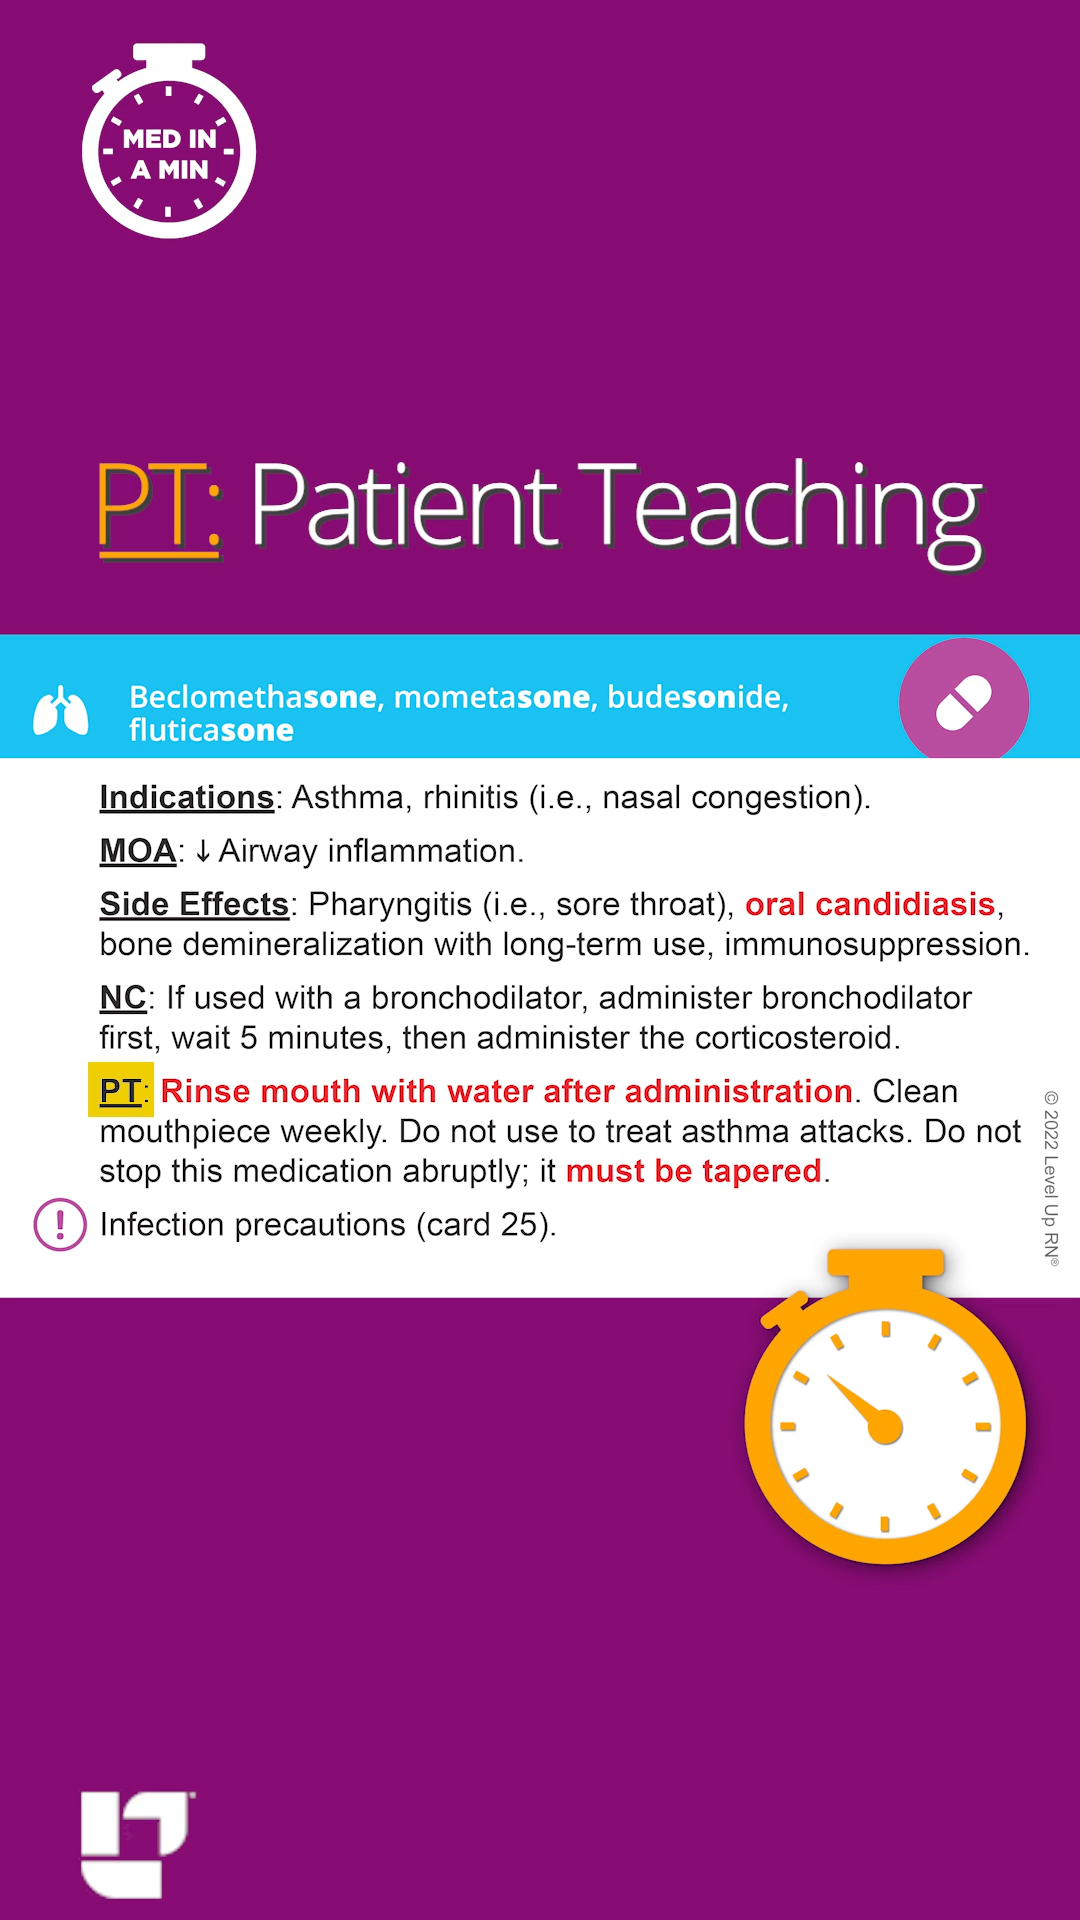 MED IN
A MIN
PT: Patient Teaching
Beclomethasone, mometasone, budesonide,
fluticasone
Indications: Asthma, rhinitis (i.e., nasal congestion).
MOA: ↓ Airway inflammation.
Side Effects: Pharyngitis (i.e., sore throat), oral candidiasis,
bone demineralization with long-term use, immunosuppression.
NC: If used with a bronchodilator, administer bronchodilator
first, wait 5 minutes, then administer the corticosteroid.
PT: Rinse mouth with water after administration. Clean
mouthpiece weekly. Do not use to treat asthma attacks. Do not
stop this medication abruptly; it must be tapered.
! Infection precautions (card 25).
© 2022 Level Up RN®